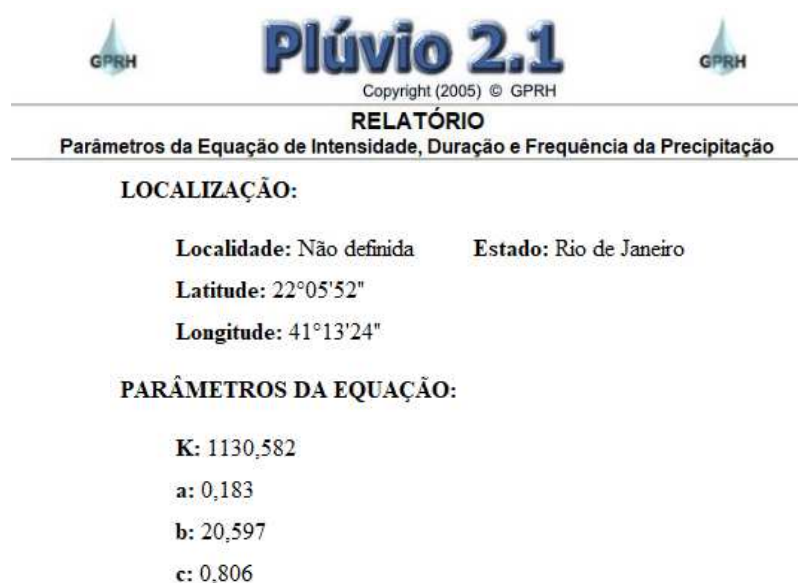 GPRH
Plúvio 2.1
GPRH
Copyright (2005) © GPRH
RELATÓRIO
Parâmetros da Equação de Intensidade, Duração e Frequência da Precipitação
LOCALIZAÇÃO:
Localidade: Não definida Estado: Rio de Janeiro
Latitude: 22°05'52"
Longitude: 41°13'24"
PARÂMETROS DA EQUAÇÃO:
K: 1130,582
a: 0,183
b: 20,597
c: 0,806